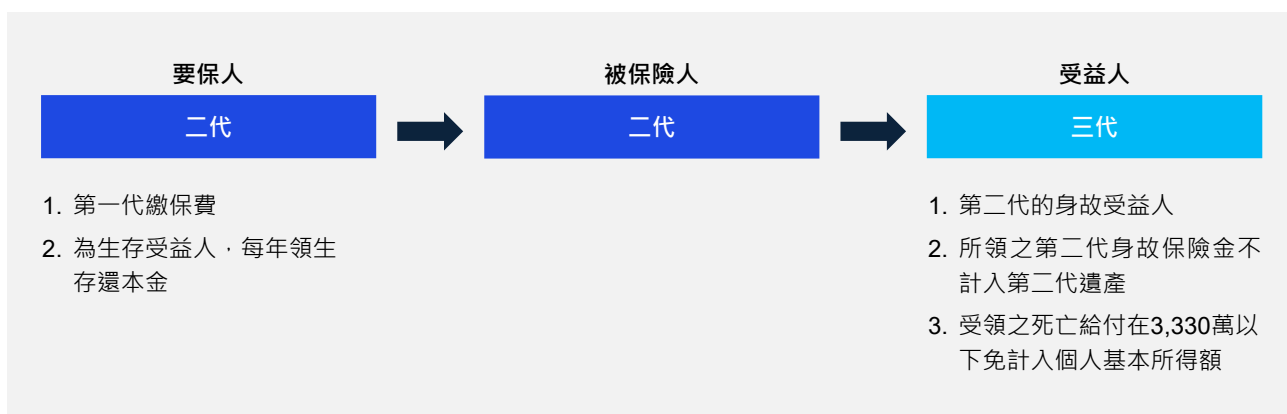 要保人
二代
1. 第一代繳保費
2. 為生存受益人，每年領生
存還本金
被保險人
二代
受益人
三代
1. 第二代的身故受益人
2. 所領之第二代身故保險金不
計入第二代遺產
3. 受領之死亡給付在3,330萬以
下免計入個人基本所得額